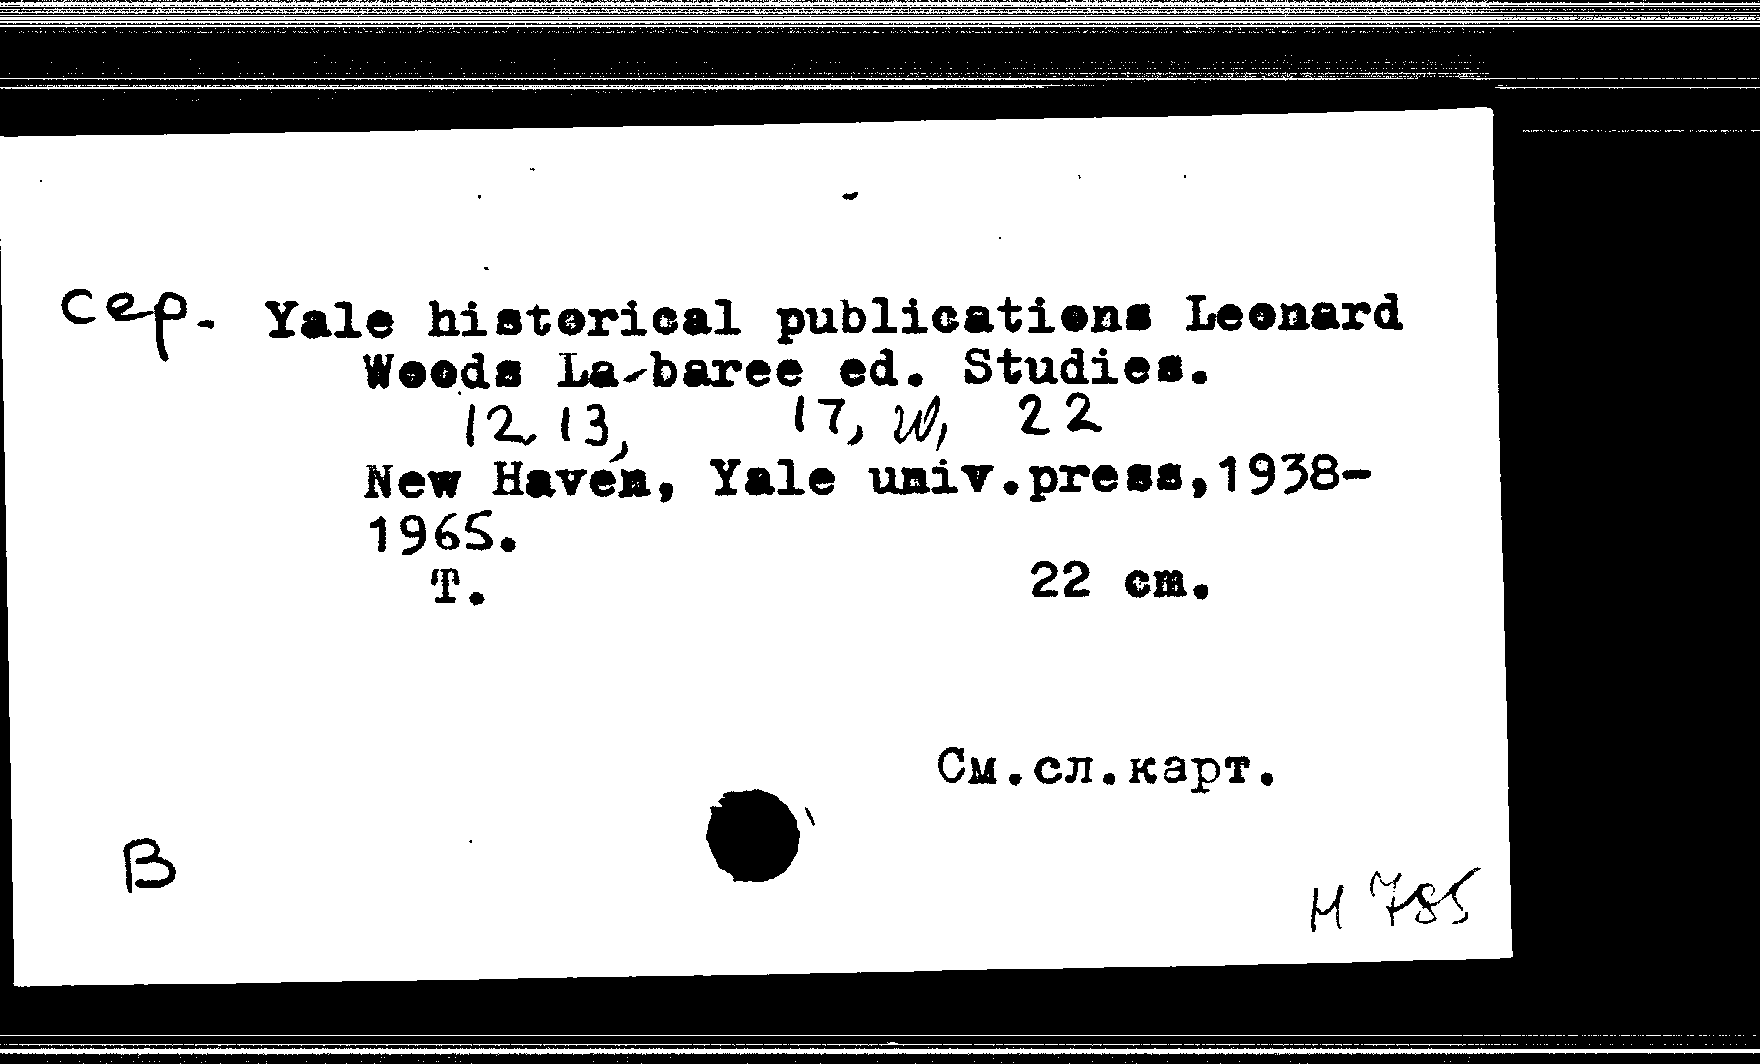 сер. Yale historical publications Leonard
Woods La-baree ed. Studies.
12, 13, 17, 22
New Haven, Yale univ.press,1938-
1965.
T. 22 cm.
См.сл.карт.
В
И 785